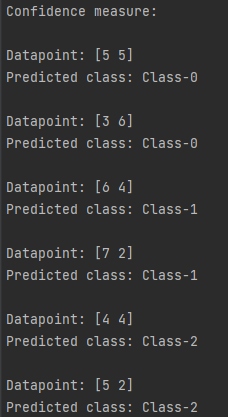 Confidence measure:
Datapoint: [5 5]
Predicted class: Class-0
Datapoint: [3 6]
Predicted class: Class-0
Datapoint: [6 4]
Predicted class: Class-1
Datapoint: [7 2]
Predicted class: Class-1
Datapoint: [4 4]
Predicted class: Class-2
Datapoint: [5 2]
Predicted class: Class-2